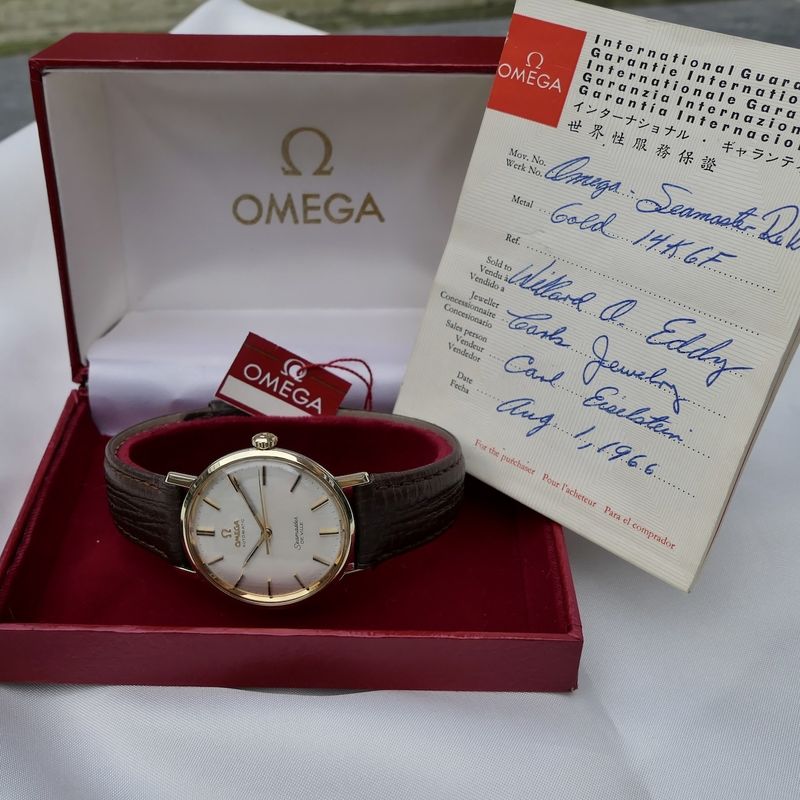 Ω
OMEGA
Ω
OMEGA
Ω
OMEGA
AUTOMATIC
Seamaster
DE VILLE
Ω
OMEGA
International Guara
Garantie Internation
Internationale Gara
Garanzia Internazion
Garantia Internacio
インターナショナル・ギャランテ
世界性服務保證
Mov. No.
Werk No. Omega - Seamaster De V
Metal Gold 14K GF
Ref.
Sold to
Vendu à Willard O. Eddy
Vendido a
Jeweller
Concessionnaire Carls Jewelry
Concesionario
Sales person
Vendeur Carl Eiselstein
Vendedor
Date Aug 1, 1966
Fecha
For the purchaser Pour l'acheteur Para el comprador